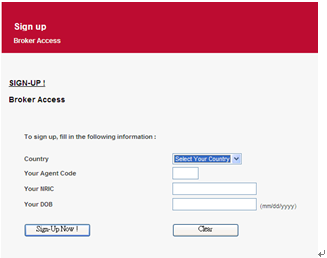 Sign up
Broker Access
SIGN-UP !
Broker Access
To sign up, fill in the following information :
Country Select Your Country
Your Agent Code
Your NRIC
Your DOB (mm/dd/yyyy)
Sign-Up Now ! Clear